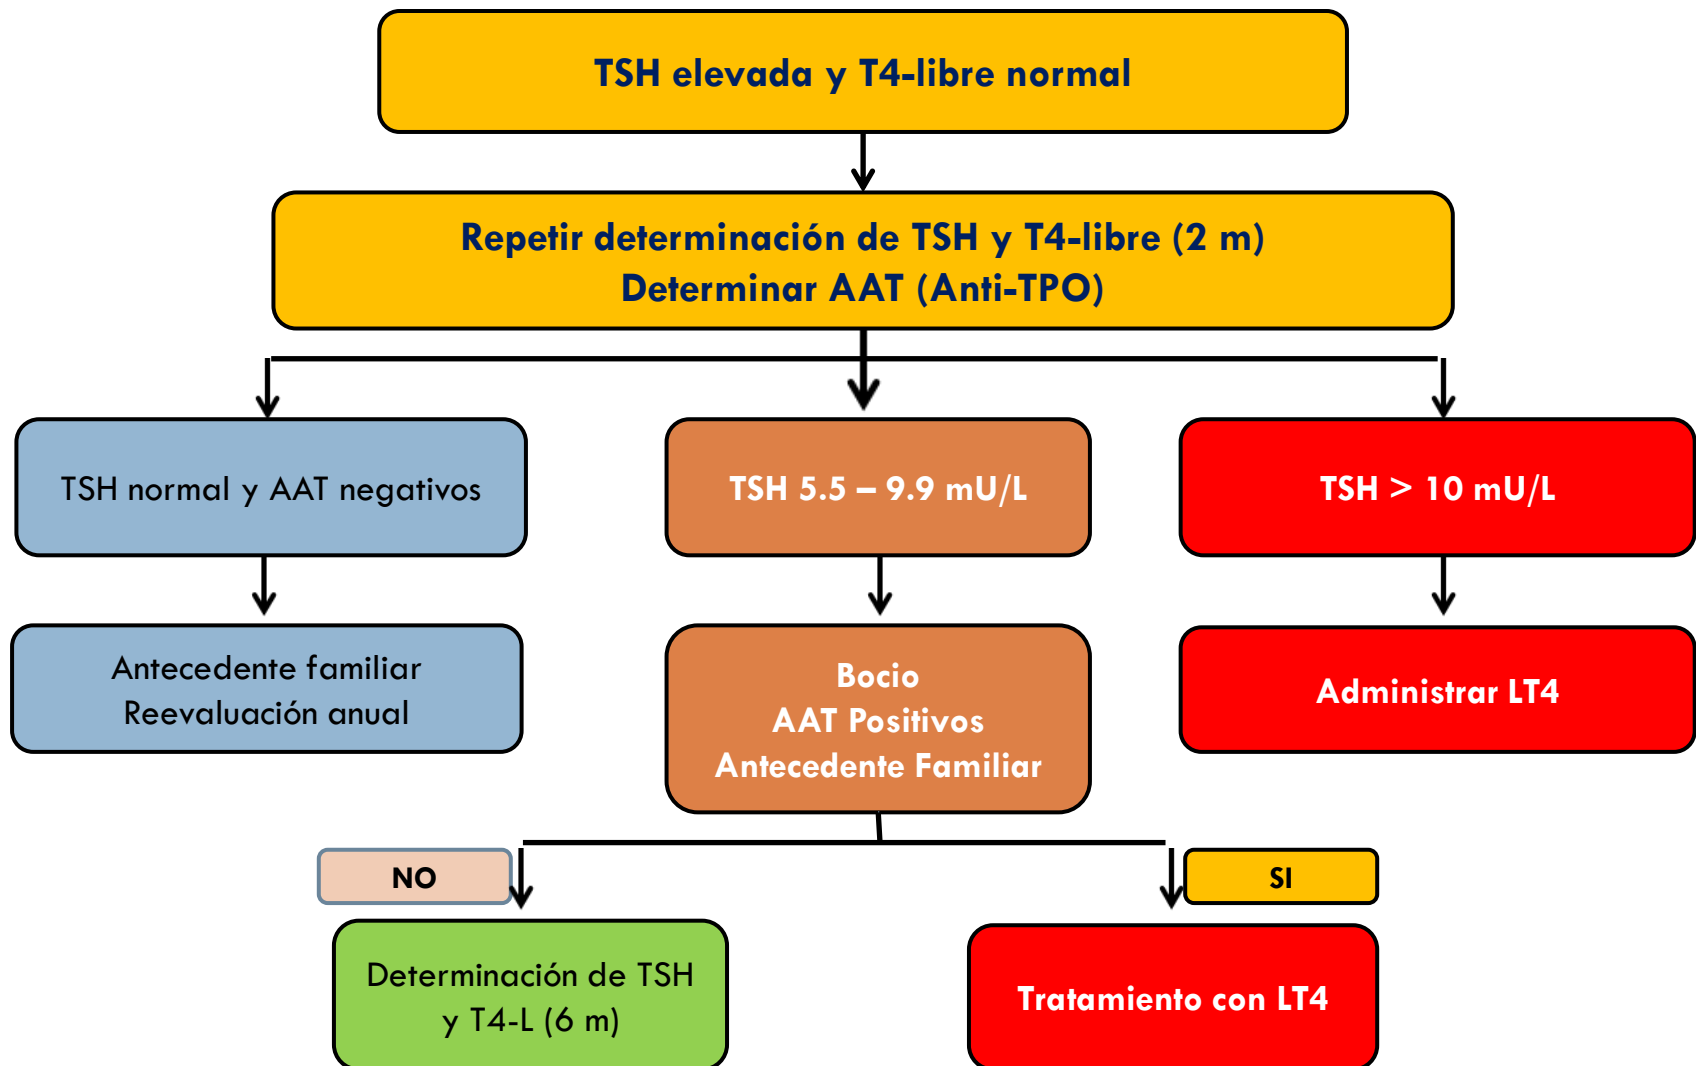 TSH elevada y T4-libre normal
Repetir determinación de TSH y T4-libre (2 m)
Determinar AAT (Anti-TPO)
TSH normal y AAT negativos
TSH 5.5 – 9.9 mU/L
TSH > 10 mU/L
Antecedente familiar
Reevaluación anual
Bocio
AAT Positivos
Antecedente Familiar
Administrar LT4
NO
SI
Determinación de TSH
y T4-L (6 m)
Tratamiento con LT4